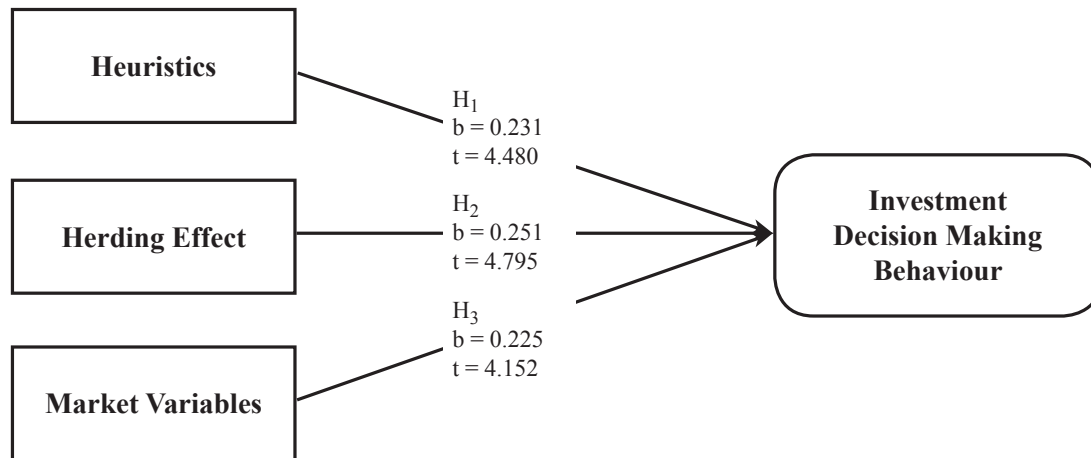 Heuristics
H₁
b = 0.231
t = 4.480
Herding Effect
H₂
b = 0.251
t = 4.795
Investment
Decision Making
Behaviour
H₃
b = 0.225
t = 4.152
Market Variables